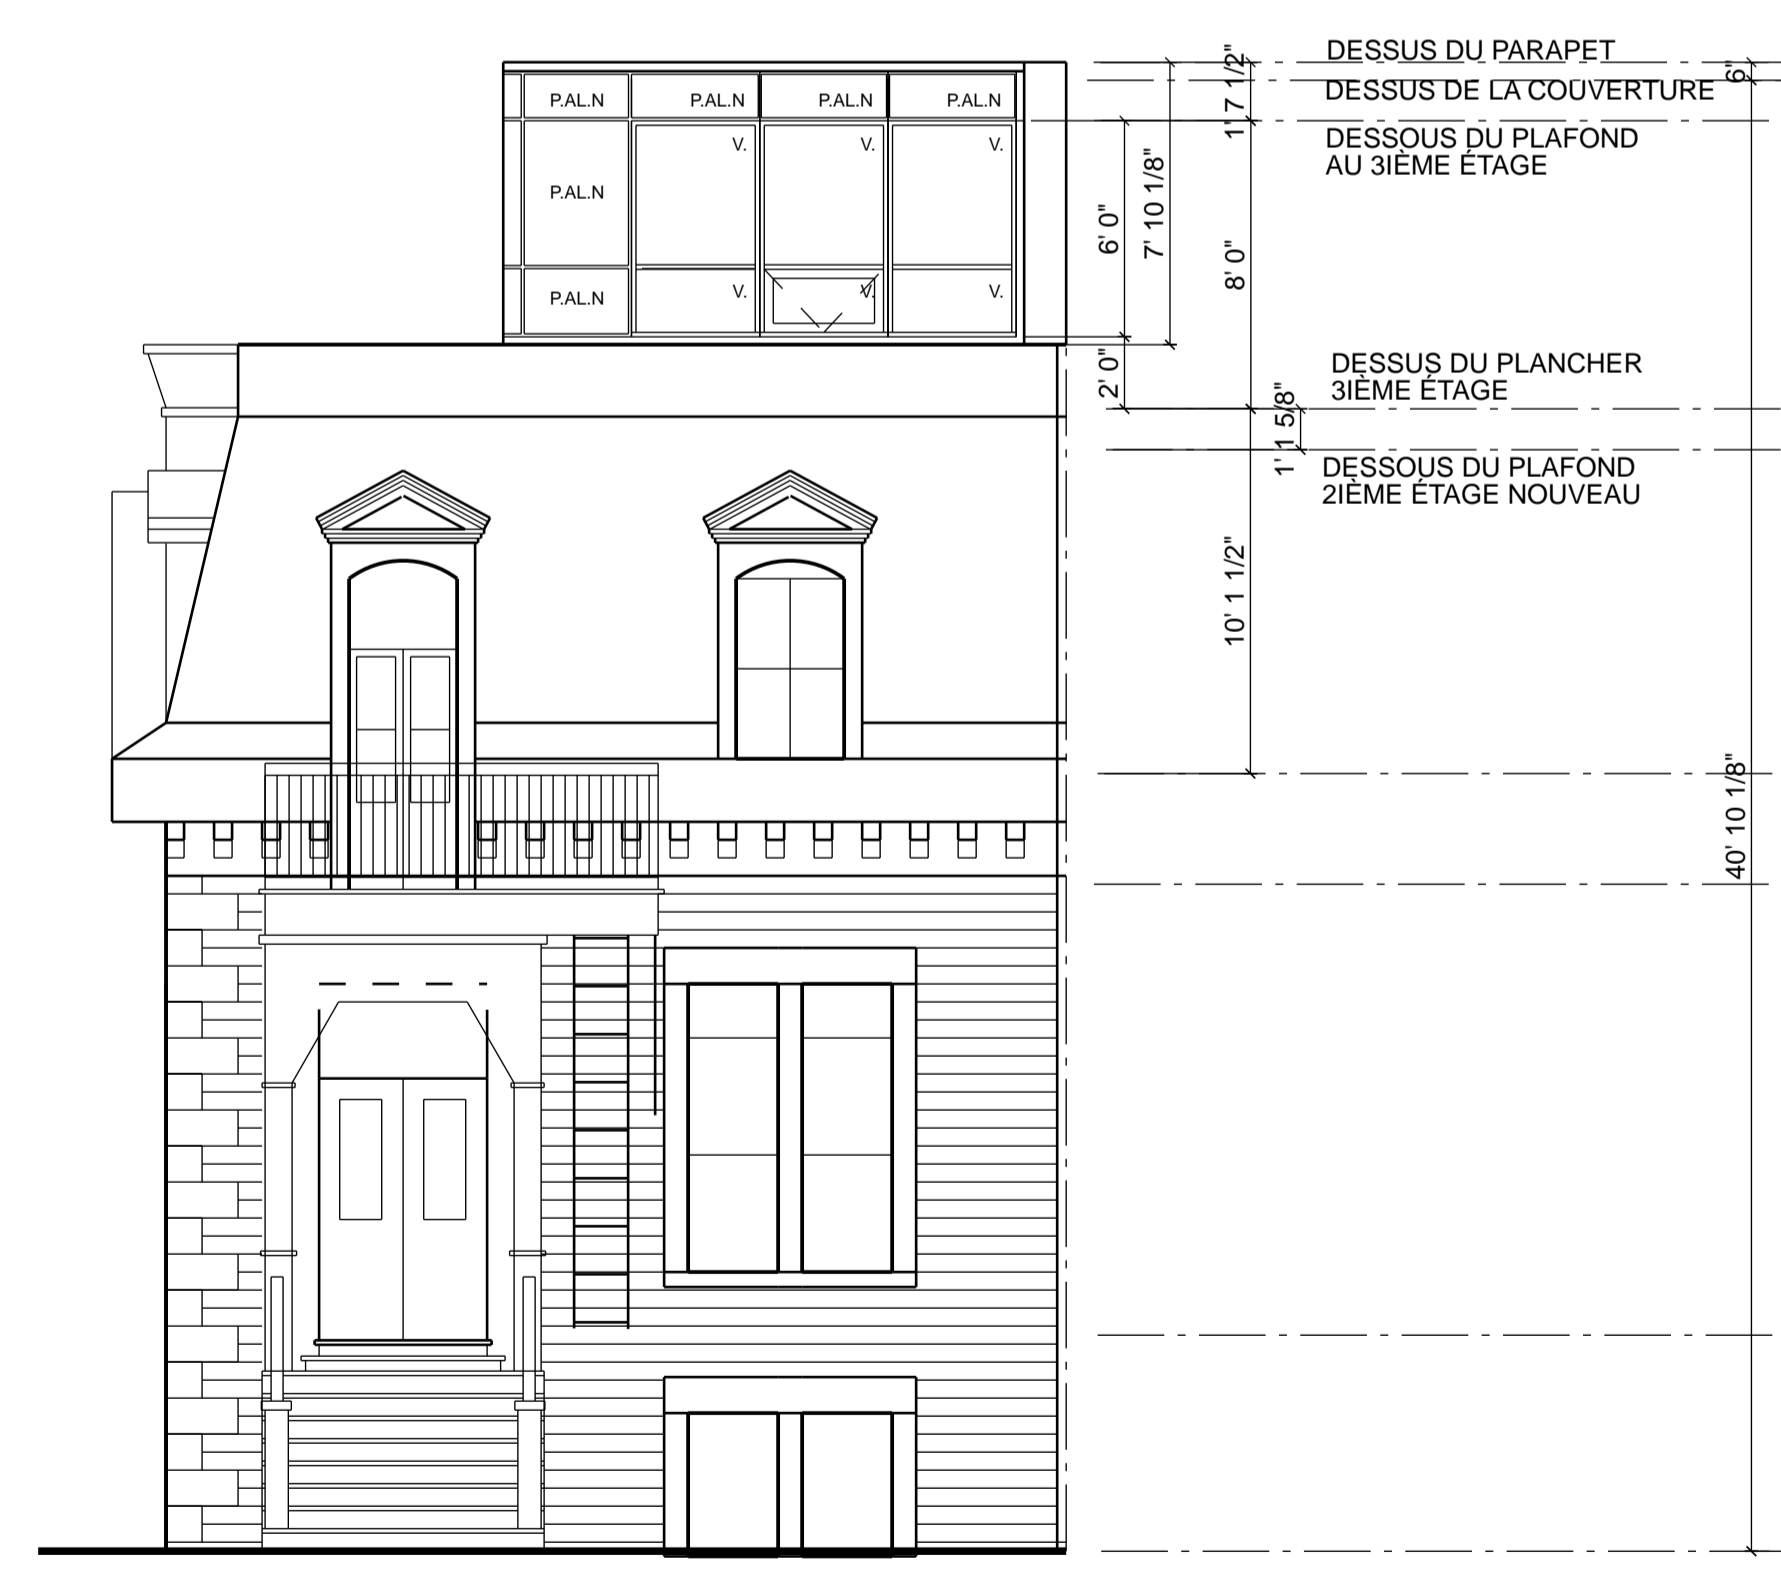 DESSUS DU PARAPET
6"
1' 7 1/2"
DESSUS DE LA COUVERTURE
P.AL.N P.AL.N P.AL.N P.AL.N
DESSOUS DU PLAFOND
AU 3IÈME ÉTAGE
V. V. V.
P.AL.N
6' 0"
7' 10 1/8"
8' 0"
P.AL.N V. V. V.
2' 0"
DESSUS DU PLANCHER
3IÈME ÉTAGE
1' 1 5/8"
DESSOUS DU PLAFOND
2IÈME ÉTAGE NOUVEAU
10' 1 1/2"
40' 10 1/8"